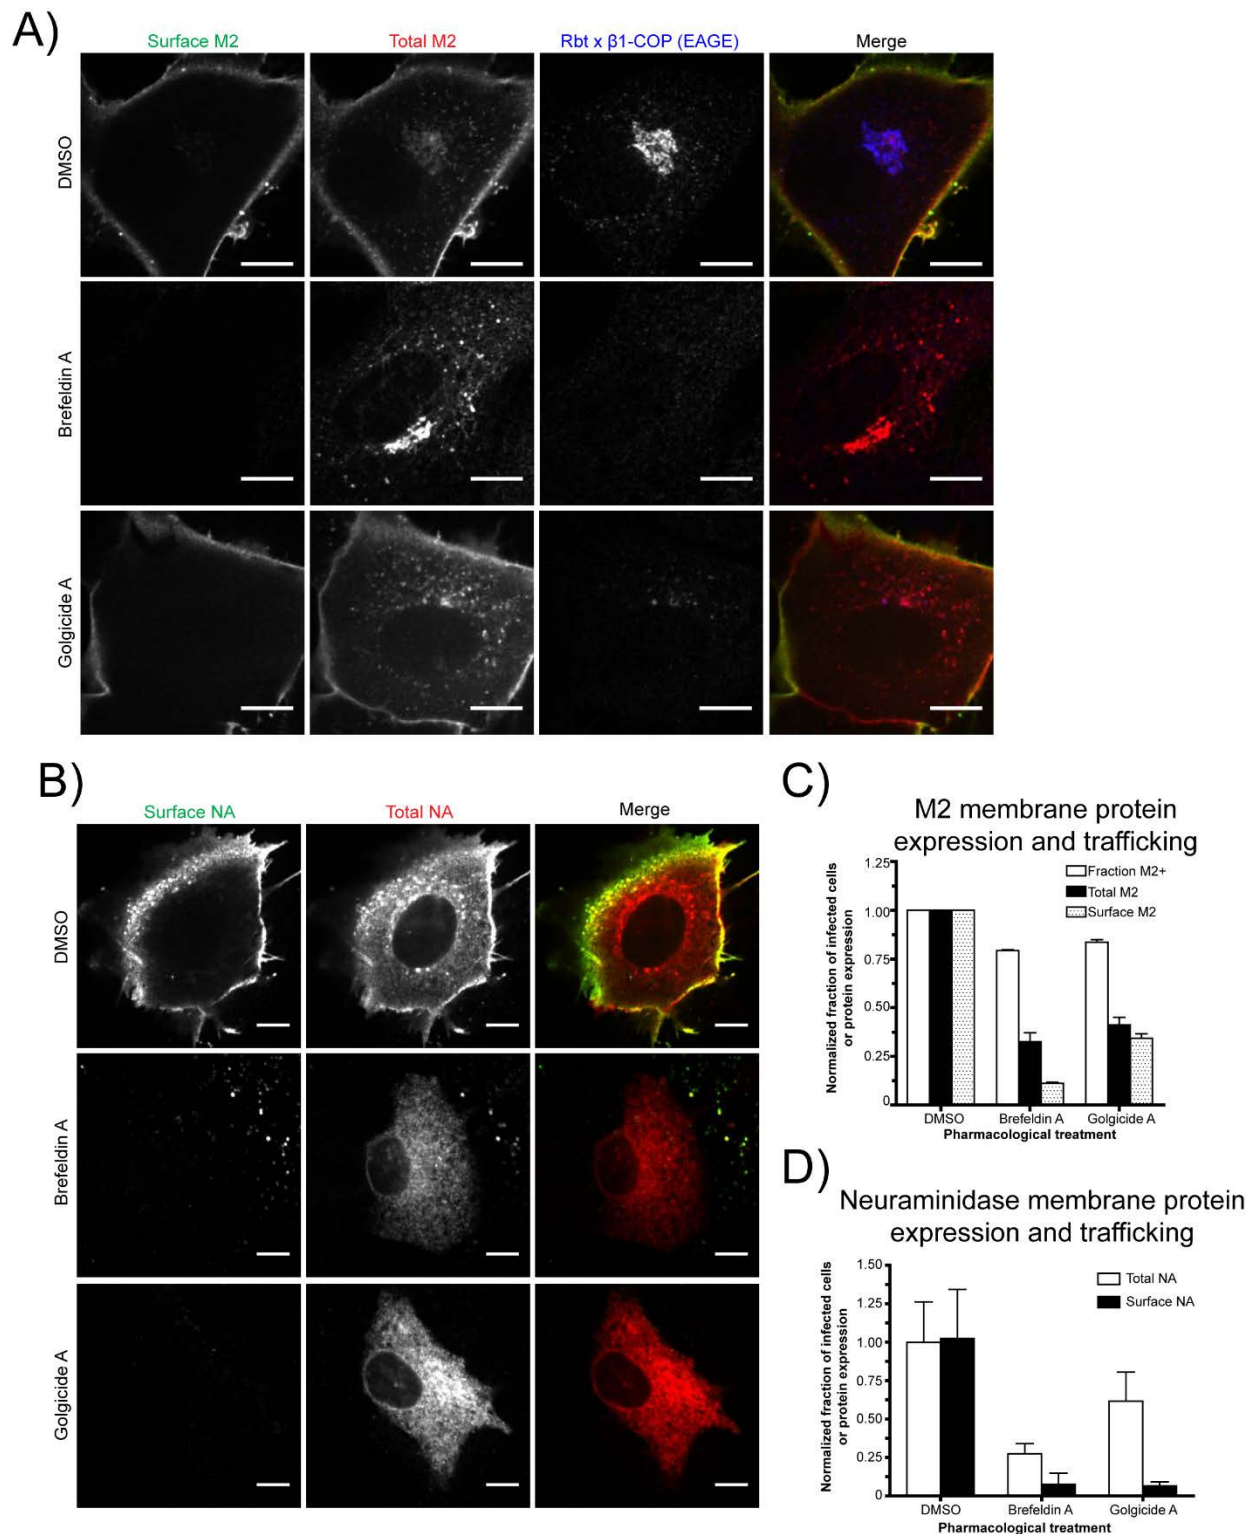 A)
Surface M2
Total M2
Rbt x β1-COP (EAGE)
Merge
DMSO
Brefeldin A
Golgicide A
B)
Surface NA
Total NA
Merge
DMSO
Brefeldin A
Golgicide A
C)
M2 membrane protein
expression and trafficking
Normalized fraction of infected cells
or protein expression
1.25
1.00
0.75
0.50
0.25
0
Fraction M2+
Total M2
Surface M2
DMSO
Brefeldin A
Golgicide A
Pharmacological treatment
D)
Neuraminidase membrane protein
expression and trafficking
Normalized fraction of infected cells
or protein expression
1.50
1.25
1.00
0.75
0.50
0.25
0
Total NA
Surface NA
DMSO
Brefeldin A
Golgicide A
Pharmacological treatment